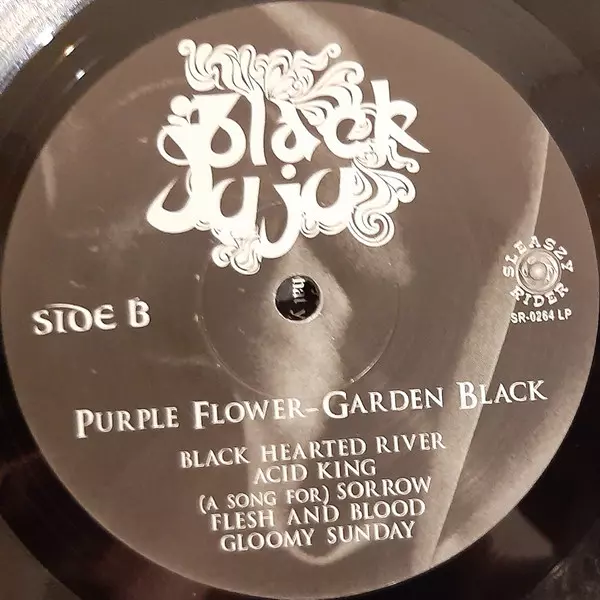 Black
Juju
SLEASZY
RIDER
SR-0264 LP
SIDE B
PURPLE FLOWER-GARDEN BLACK
BLACK HEARTED RIVER
ACID KING
(A SONG FOR) SORROW
FLESH AND BLOOD
GLOOMY SUNDAY